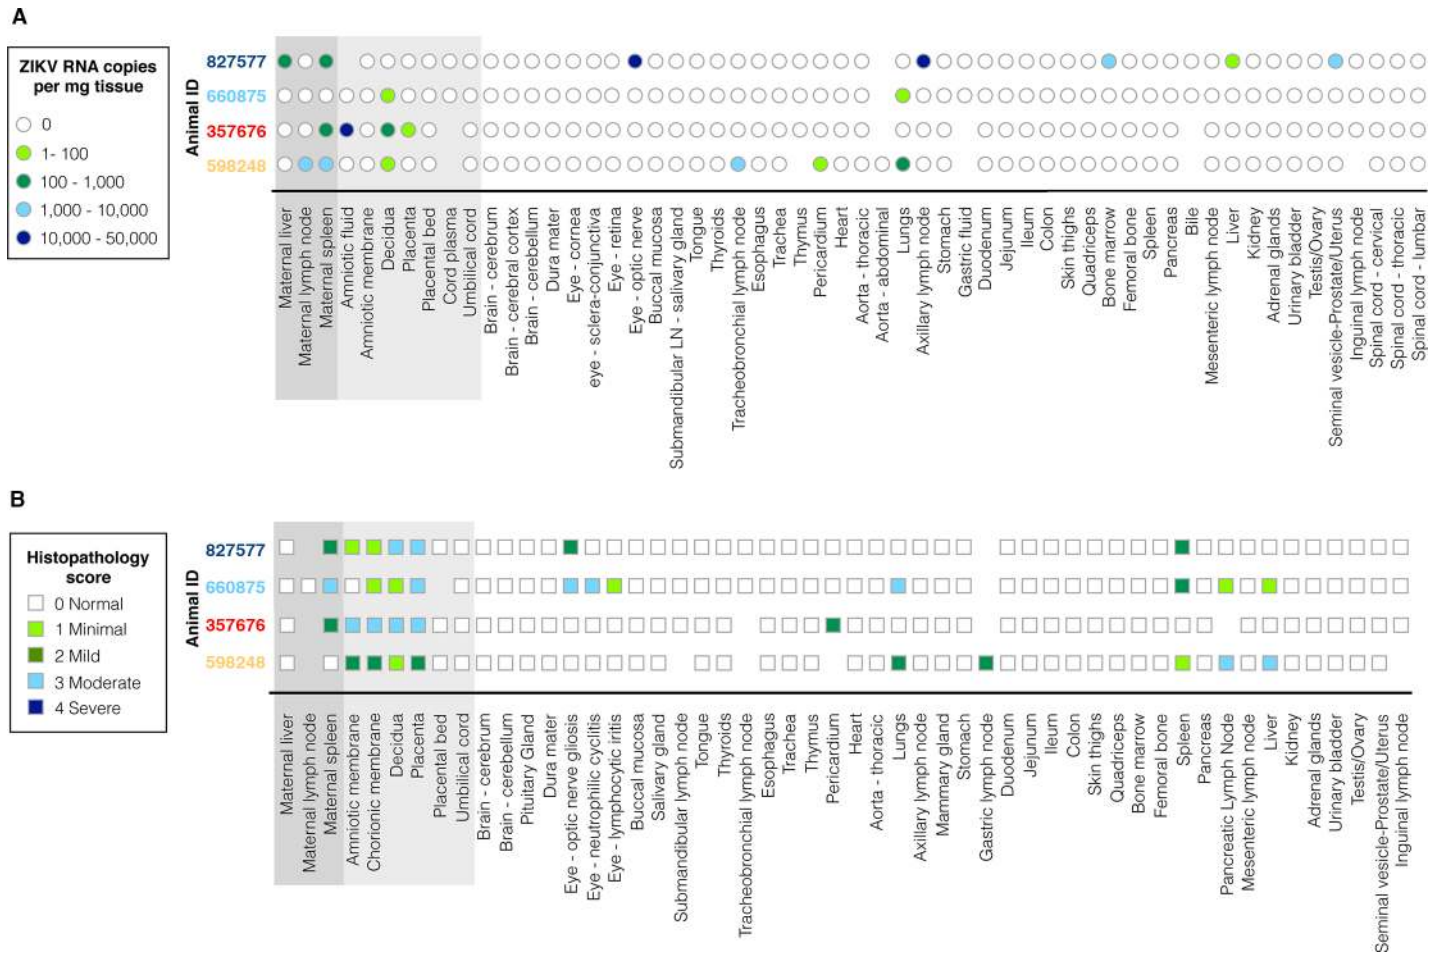 A
ZIKV RNA copies
per mg tissue
0
1- 100
100 - 1,000
1,000 - 10,000
10,000 - 50,000
Animal ID
827577
660875
357676
598248
Maternal liver
Maternal lymph node
Maternal spleen
Amniotic fluid
Amniotic membrane
Decidua
Placenta
Placental bed
Cord plasma
Umbilical cord
Brain - cerebrum
Brain - cerebral cortex
Brain - cerebellum
Dura mater
Eye - cornea
eye - sclera-conjunctiva
Eye - retina
Eye - optic nerve
Buccal mucosa
Submandibular LN - salivary gland
Tongue
Thyroids
Tracheobronchial lymph node
Esophagus
Trachea
Thymus
Pericardium
Heart
Aorta - thoracic
Aorta - abdominal
Lungs
Axillary lymph node
Stomach
Gastric fluid
Duodenum
Jejunum
Ileum
Colon
Skin thighs
Quadriceps
Bone marrow
Femoral bone
Spleen
Pancreas
Bile
Mesenteric lymph node
Liver
Kidney
Adrenal glands
Urinary bladder
Testis/Ovary
Seminal vesicle-Prostate/Uterus
Inguinal lymph node
Spinal cord - cervical
Spinal cord - thoracic
Spinal cord - lumbar
B
Histopathology
score
0 Normal
1 Minimal
2 Mild
3 Moderate
4 Severe
Animal ID
827577
660875
357676
598248
Maternal liver
Maternal lymph node
Maternal spleen
Amniotic membrane
Chorionic membrane
Decidua
Placenta
Placental bed
Umbilical cord
Brain - cerebrum
Brain - cerebellum
Pituitary Gland
Dura mater
Eye - optic nerve gliosis
Eye - neutrophilic cyclitis
Eye - lymphocytic iritis
Buccal mucosa
Salivary gland
Submandibular lymph node
Tongue
Thyroids
Tracheobronchial lymph node
Esophagus
Trachea
Thymus
Pericardium
Heart
Aorta - thoracic
Lungs
Axillary lymph node
Mammary gland
Stomach
Gastric lymph node
Duodenum
Jejunum
Ileum
Colon
Skin thighs
Quadriceps
Bone marrow
Femoral bone
Spleen
Pancreas
Pancreatic Lymph Node
Mesenteric lymph node
Liver
Kidney
Adrenal glands
Urinary bladder
Testis/Ovary
Seminal vesicle-Prostate/Uterus
Inguinal lymph node